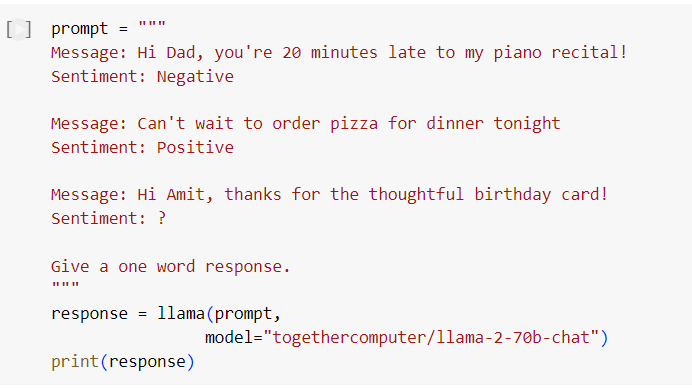 [ ] prompt = """
Message: Hi Dad, you're 20 minutes late to my piano recital!
Sentiment: Negative
Message: Can't wait to order pizza for dinner tonight
Sentiment: Positive
Message: Hi Amit, thanks for the thoughtful birthday card!
Sentiment: ?
Give a one word response.
"""
response = llama(prompt,
model="togethercomputer/llama-2-70b-chat")
print(response)